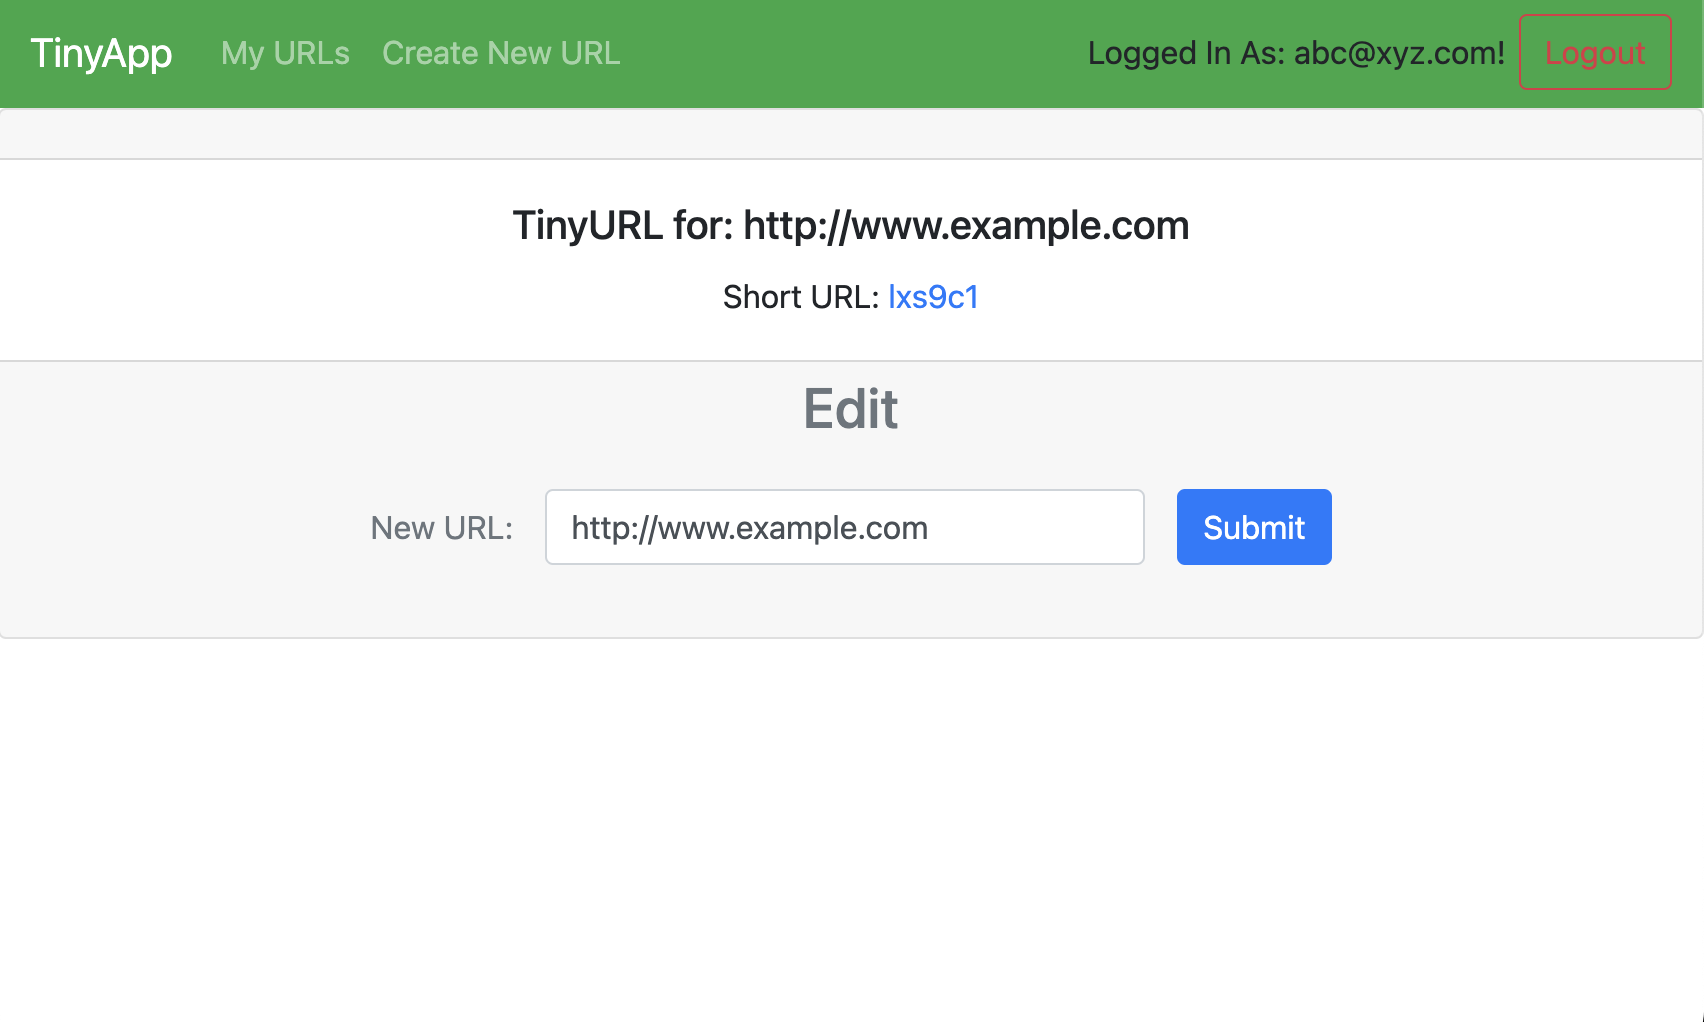 TinyApp My URLs Create New URL Logged In As: abc@xyz.com! Logout
TinyURL for: http://www.example.com
Short URL: lxs9c1
Edit
New URL: http://www.example.com Submit